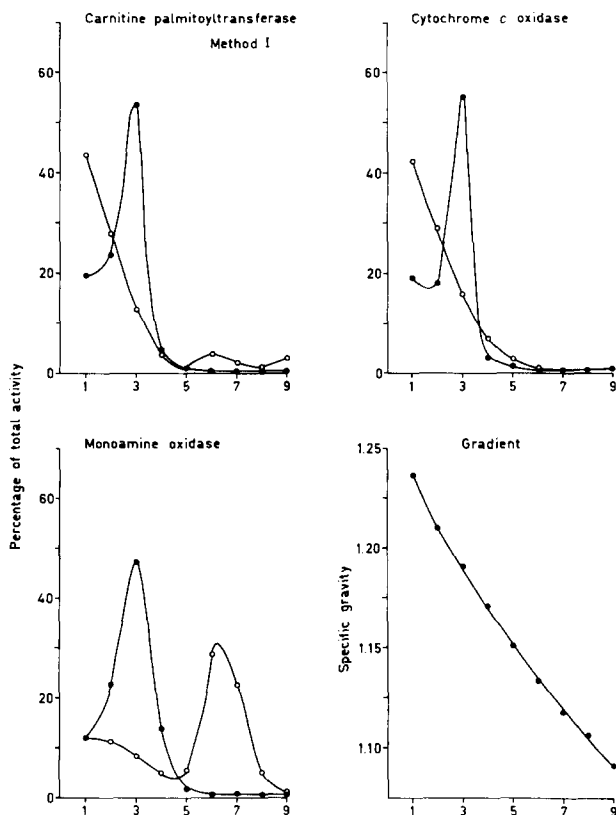 Carnitine palmitoyltransferase
Method I
Cytochrome c oxidase
60
40
20
0
1 3 5 7 9
60
40
20
0
1 3 5 7 9
Percentage of total activity
Monoamine oxidase
60
40
20
0
1 3 5 7 9
Gradient
Specific gravity
1.25
1.20
1.15
1.10
1 3 5 7 9